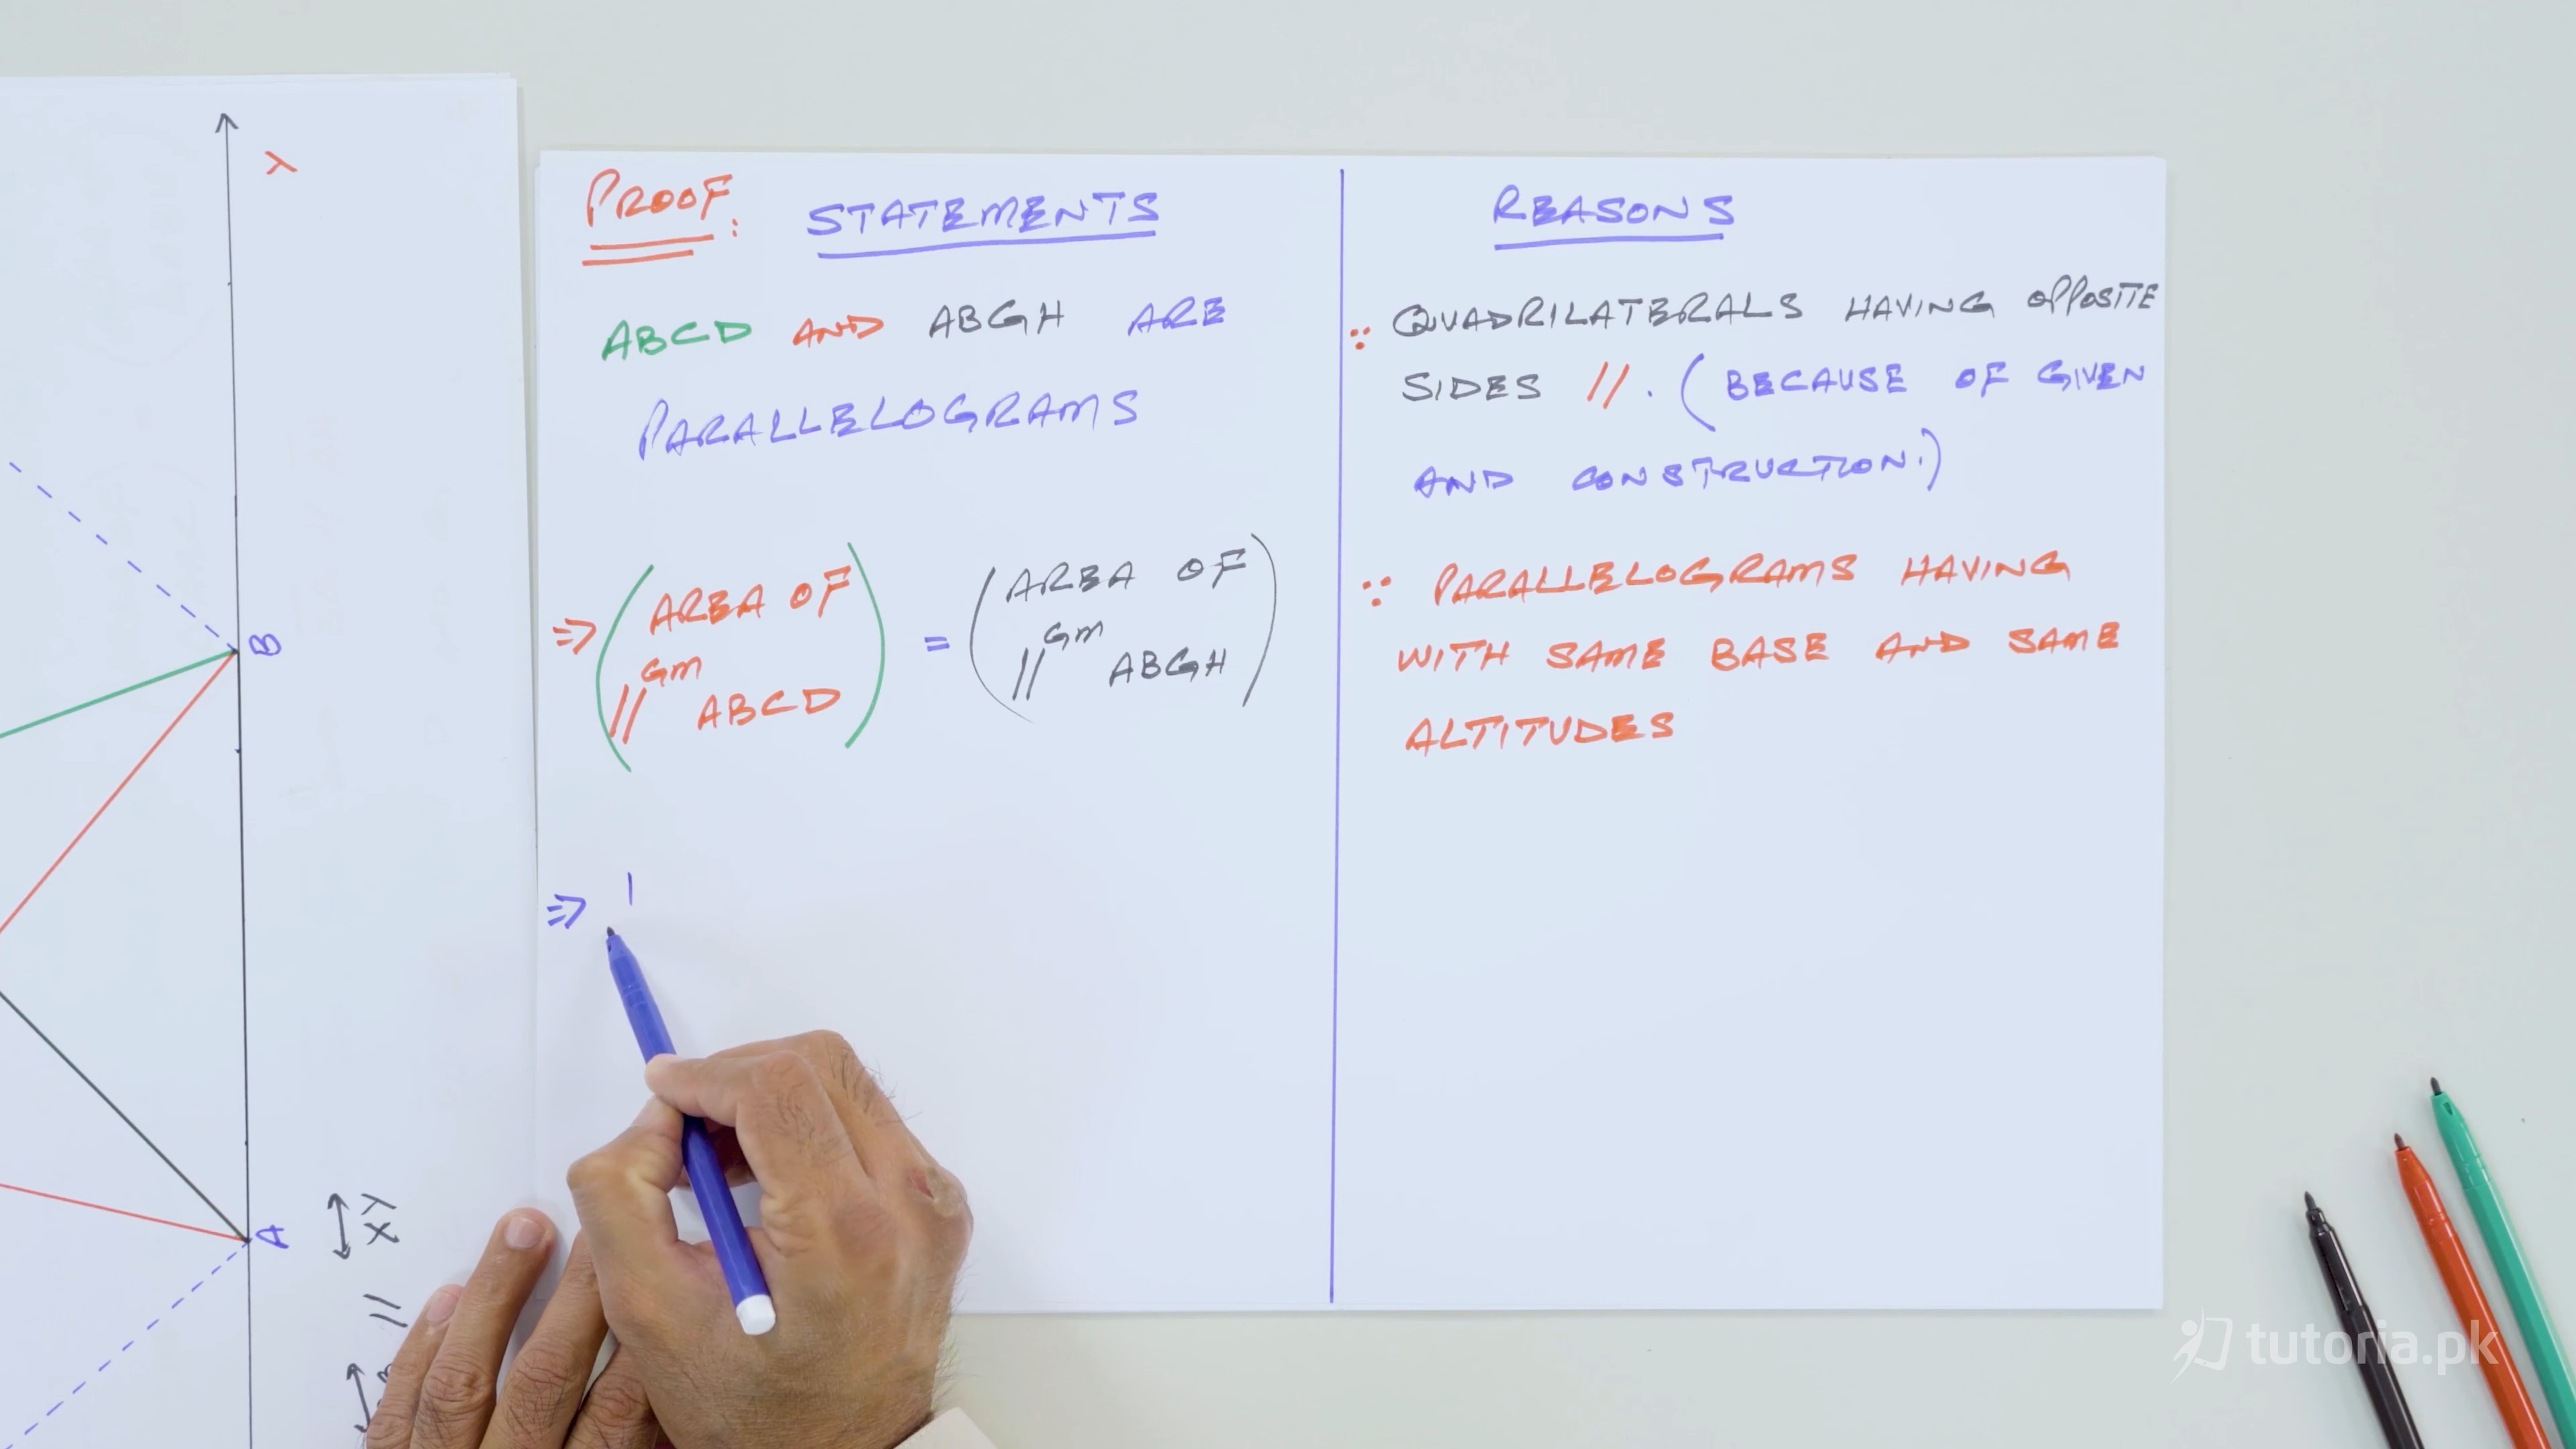 PROOF: STATEMENTS
ABCD AND ABGH ARE
PARALLELOGRAMS
⇒ (AREA OF //gm ABCD) = (AREA OF //gm ABGH)
⇒ 1
REASONS
∵ QUADRILATERALS HAVING OPPOSITE
SIDES //. (BECAUSE OF GIVEN
AND CONSTRUCTION.)
∵ PARALLELOGRAMS HAVING
WITH SAME BASE AND SAME
ALTITUDES
B
A
tutoria.pk